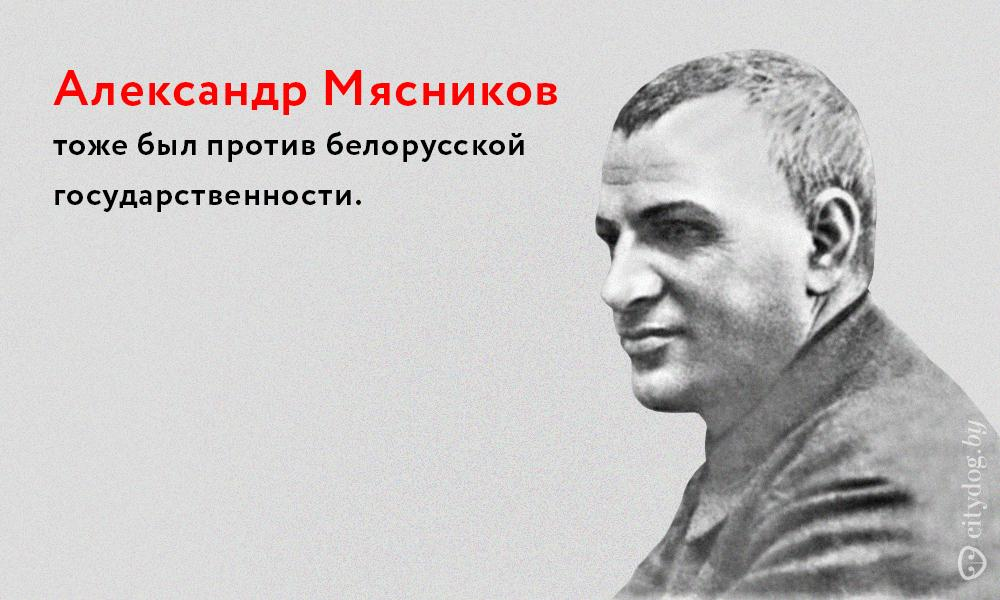 Александр Мясников
тоже был против белорусской
государственности.
citydog.by